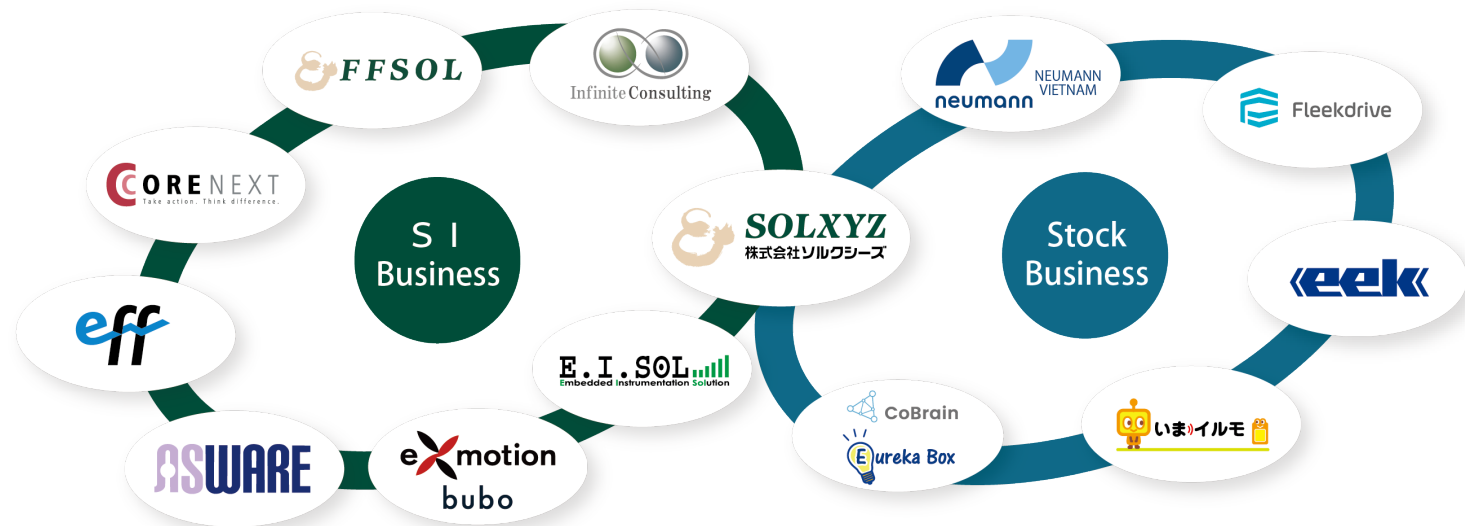 FFSOL
Infinite Consulting
CORENEXT
Take action. Think difference.
eff
ASWARE
eXmotion
bubo
E.I.SOL
Embedded Instrumentation Solution
ＳＩ
Business
SOLXYZ
株式会社ソルクシーズ
neumann
NEUMANN
VIETNAM
Fleekdrive
eek
いまイルモ
CoBrain
Eureka Box
Stock
Business